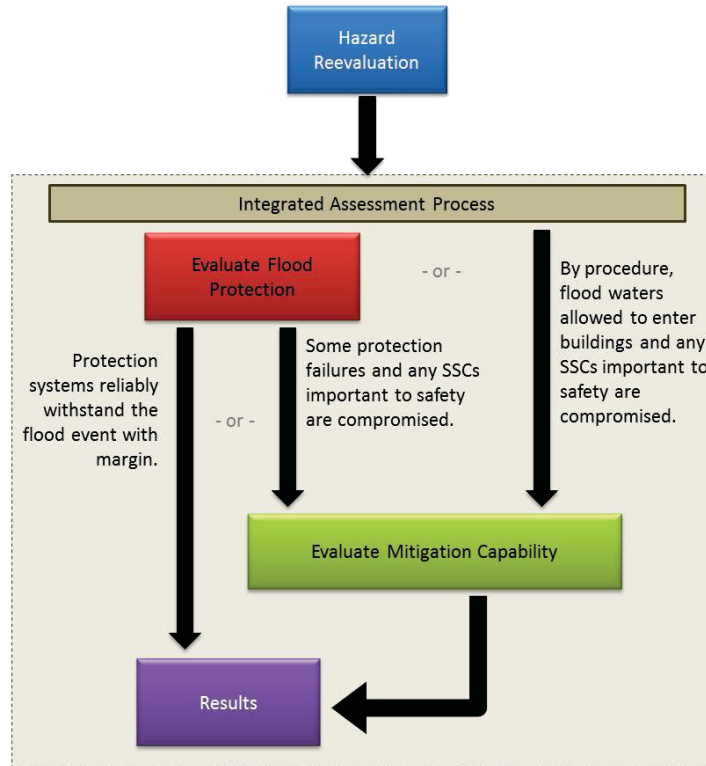 Hazard
Reevaluation
Integrated Assessment Process
Evaluate Flood
Protection
- or -
By procedure,
flood waters
allowed to enter
buildings and any
SSCs important to
safety are
compromised.
Protection
systems reliably
withstand the
flood event with
margin.
- or -
Some protection
failures and any SSCs
important to safety
are compromised.
Evaluate Mitigation Capability
Results